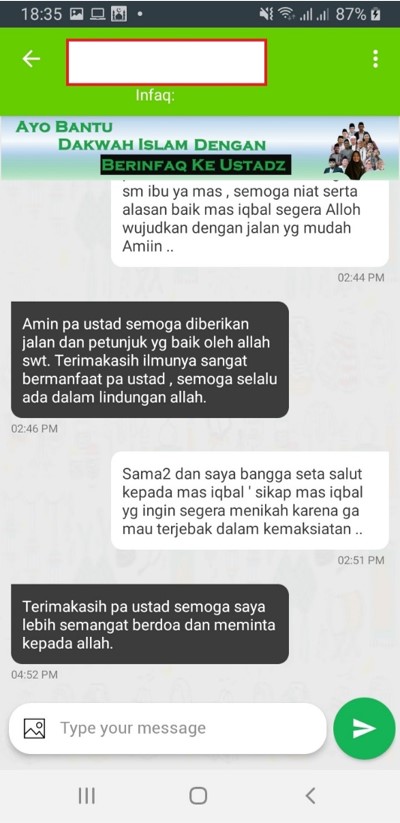 18:35
87%
Infaq:
AYO BANTU
DAKWAH ISLAM DENGAN
BERINFAQ KE USTADZ
sm ibu ya mas , semoga niat serta
alasan baik mas iqbal segera Alloh
wujudkan dengan jalan yg mudah
Amiin ..
02:44 PM
Amin pa ustad semoga diberikan
jalan dan petunjuk yg baik oleh allah
swt. Terimakasih ilmunya sangat
bermanfaat pa ustad , semoga selalu
ada dalam lindungan allah.
02:46 PM
Sama2 dan saya bangga seta salut
kepada mas iqbal ' sikap mas iqbal
yg ingin segera menikah karena ga
mau terjebak dalam kemaksiatan ..
02:51 PM
Terimakasih pa ustad semoga saya
lebih semangat berdoa dan meminta
kepada allah.
04:52 PM
Type your message